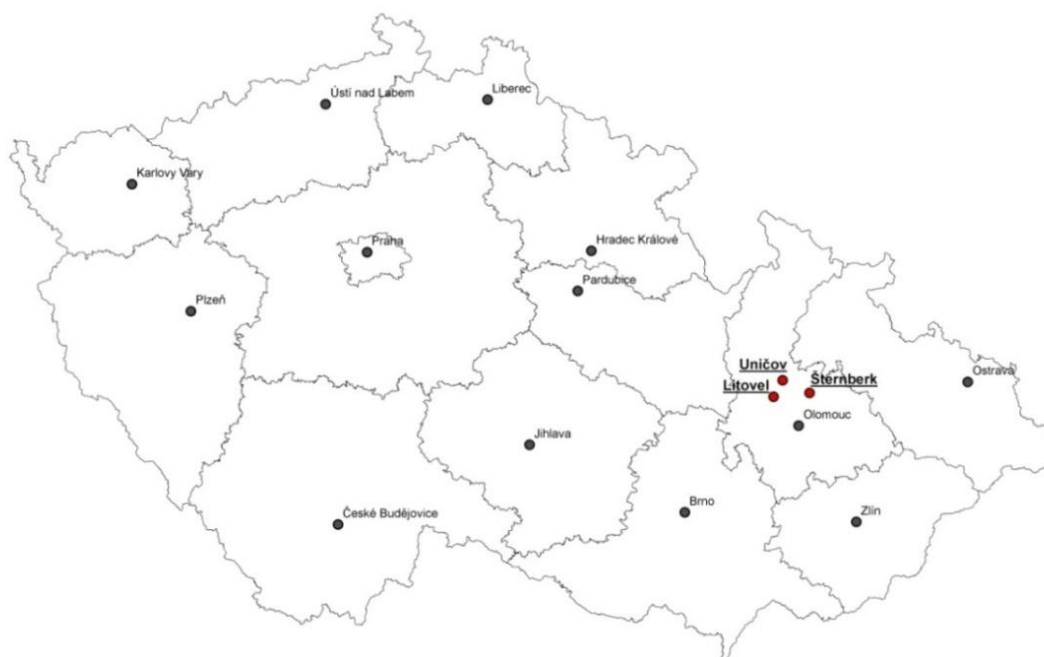 Ústí nad Labem
Liberec
Karlovy Vary
Praha
Hradec Králové
Pardubice
Plzeň
Uničov
Litovel
Šternberk
Ostrava
Olomouc
Jihlava
České Budějovice
Brno
Zlín